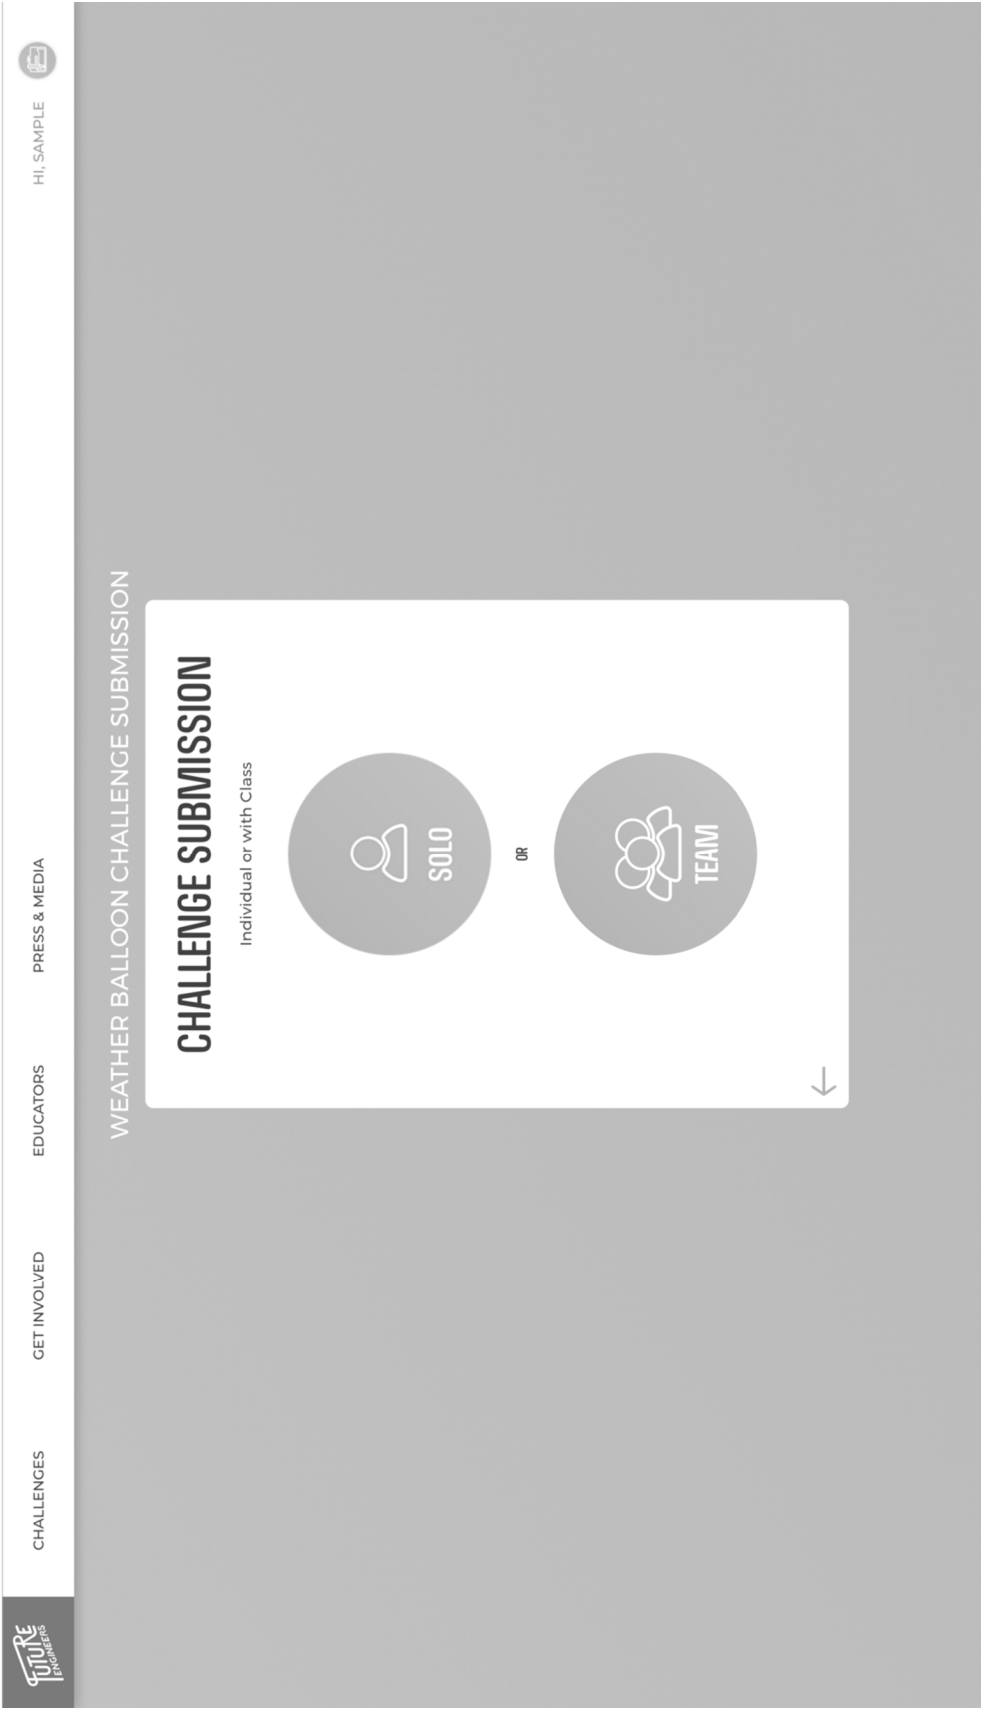 FUTURE
ENGINEERS
CHALLENGES
GET INVOLVED
EDUCATORS
PRESS & MEDIA
HI, SAMPLE
WEATHER BALLOON CHALLENGE SUBMISSION
CHALLENGE SUBMISSION
Individual or with Class
SOLO
OR
TEAM